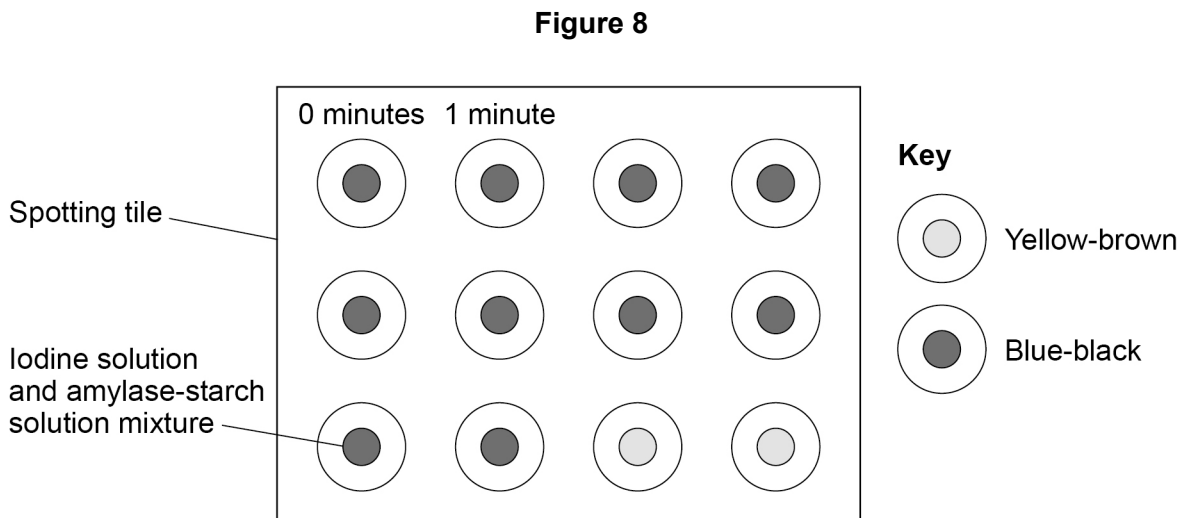 Figure 8
0 minutes 1 minute
Spotting tile
Iodine solution
and amylase-starch
solution mixture
Key
Yellow-brown
Blue-black